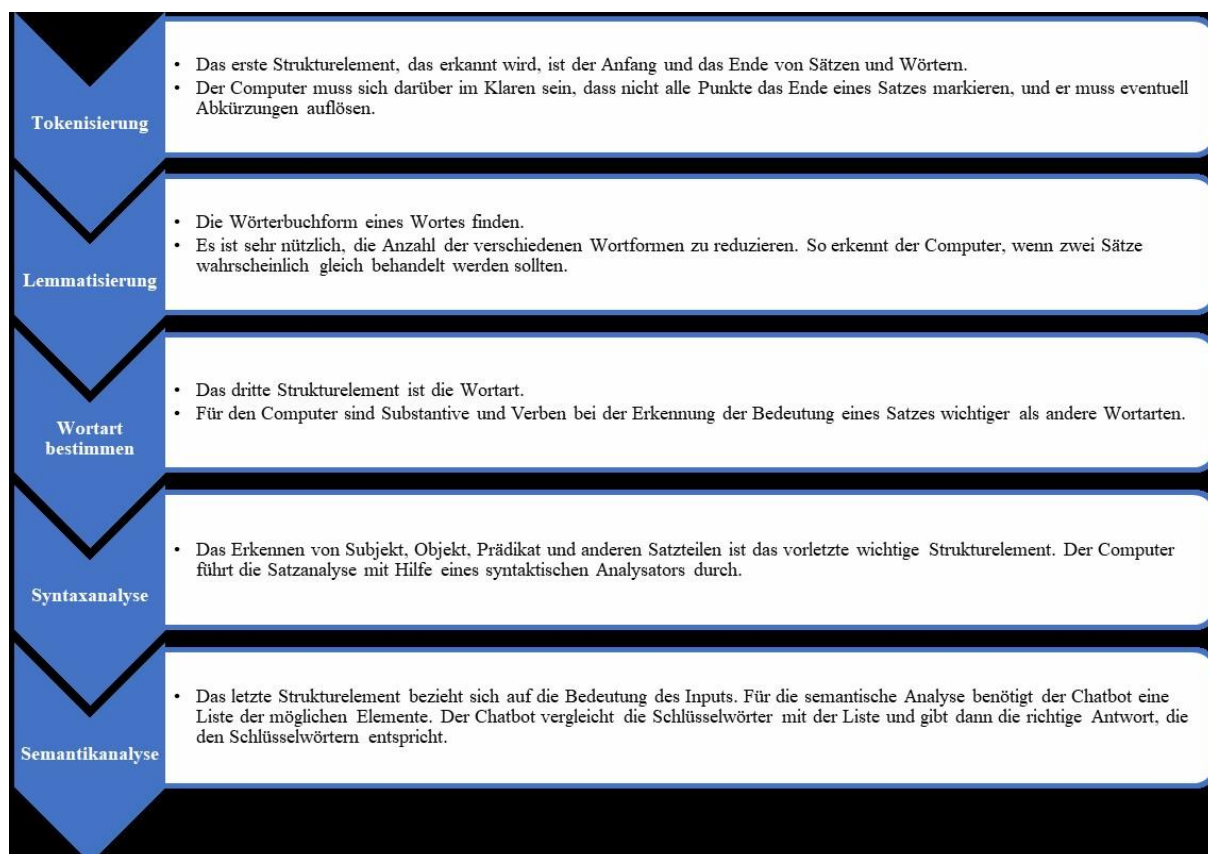 Tokenisierung
• Das erste Strukturelement, das erkannt wird, ist der Anfang und das Ende von Sätzen und Wörtern.
• Der Computer muss sich darüber im Klaren sein, dass nicht alle Punkte das Ende eines Satzes markieren, und er muss eventuell
Abkürzungen auflösen.
Lemmatisierung
• Die Wörterbuchform eines Wortes finden.
• Es ist sehr nützlich, die Anzahl der verschiedenen Wortformen zu reduzieren. So erkennt der Computer, wenn zwei Sätze
wahrscheinlich gleich behandelt werden sollten.
Wortart
bestimmen
• Das dritte Strukturelement ist die Wortart.
• Für den Computer sind Substantive und Verben bei der Erkennung der Bedeutung eines Satzes wichtiger als andere Wortarten.
Syntaxanalyse
• Das Erkennen von Subjekt, Objekt, Prädikat und anderen Satzteilen ist das vorletzte wichtige Strukturelement. Der Computer
führt die Satzanalyse mit Hilfe eines syntaktischen Analysators durch.
Semantikanalyse
• Das letzte Strukturelement bezieht sich auf die Bedeutung des Inputs. Für die semantische Analyse benötigt der Chatbot eine
Liste der möglichen Elemente. Der Chatbot vergleicht die Schlüsselwörter mit der Liste und gibt dann die richtige Antwort, die
den Schlüsselwörtern entspricht.